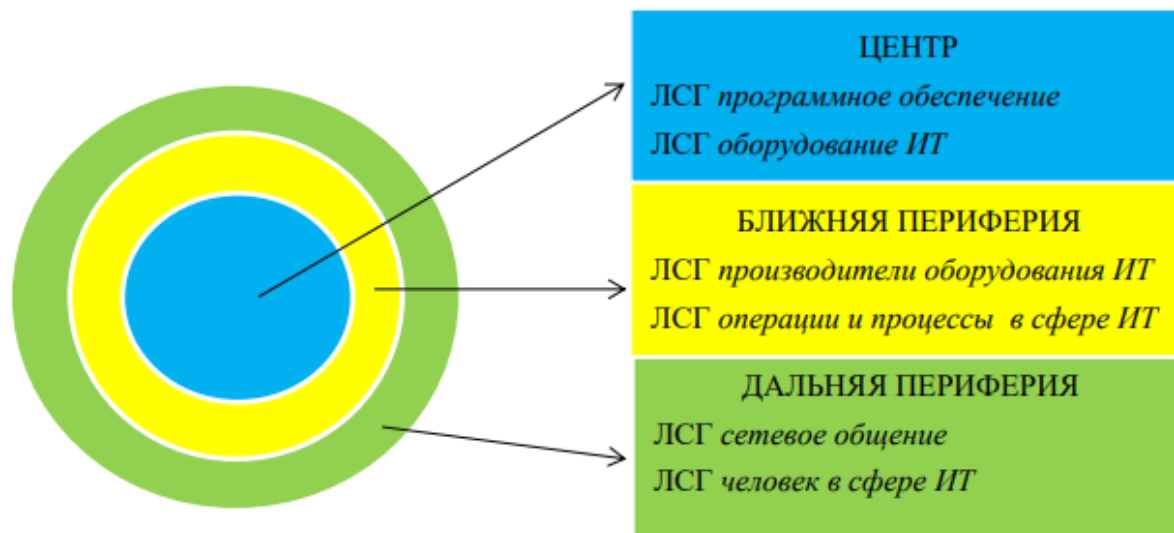 ЦЕНТР
ЛСГ программное обеспечение
ЛСГ оборудование ИТ
БЛИЖНЯЯ ПЕРИФЕРИЯ
ЛСГ производители оборудования ИТ
ЛСГ операции и процессы в сфере ИТ
ДАЛЬНЯЯ ПЕРИФЕРИЯ
ЛСГ сетевое общение
ЛСГ человек в сфере ИТ